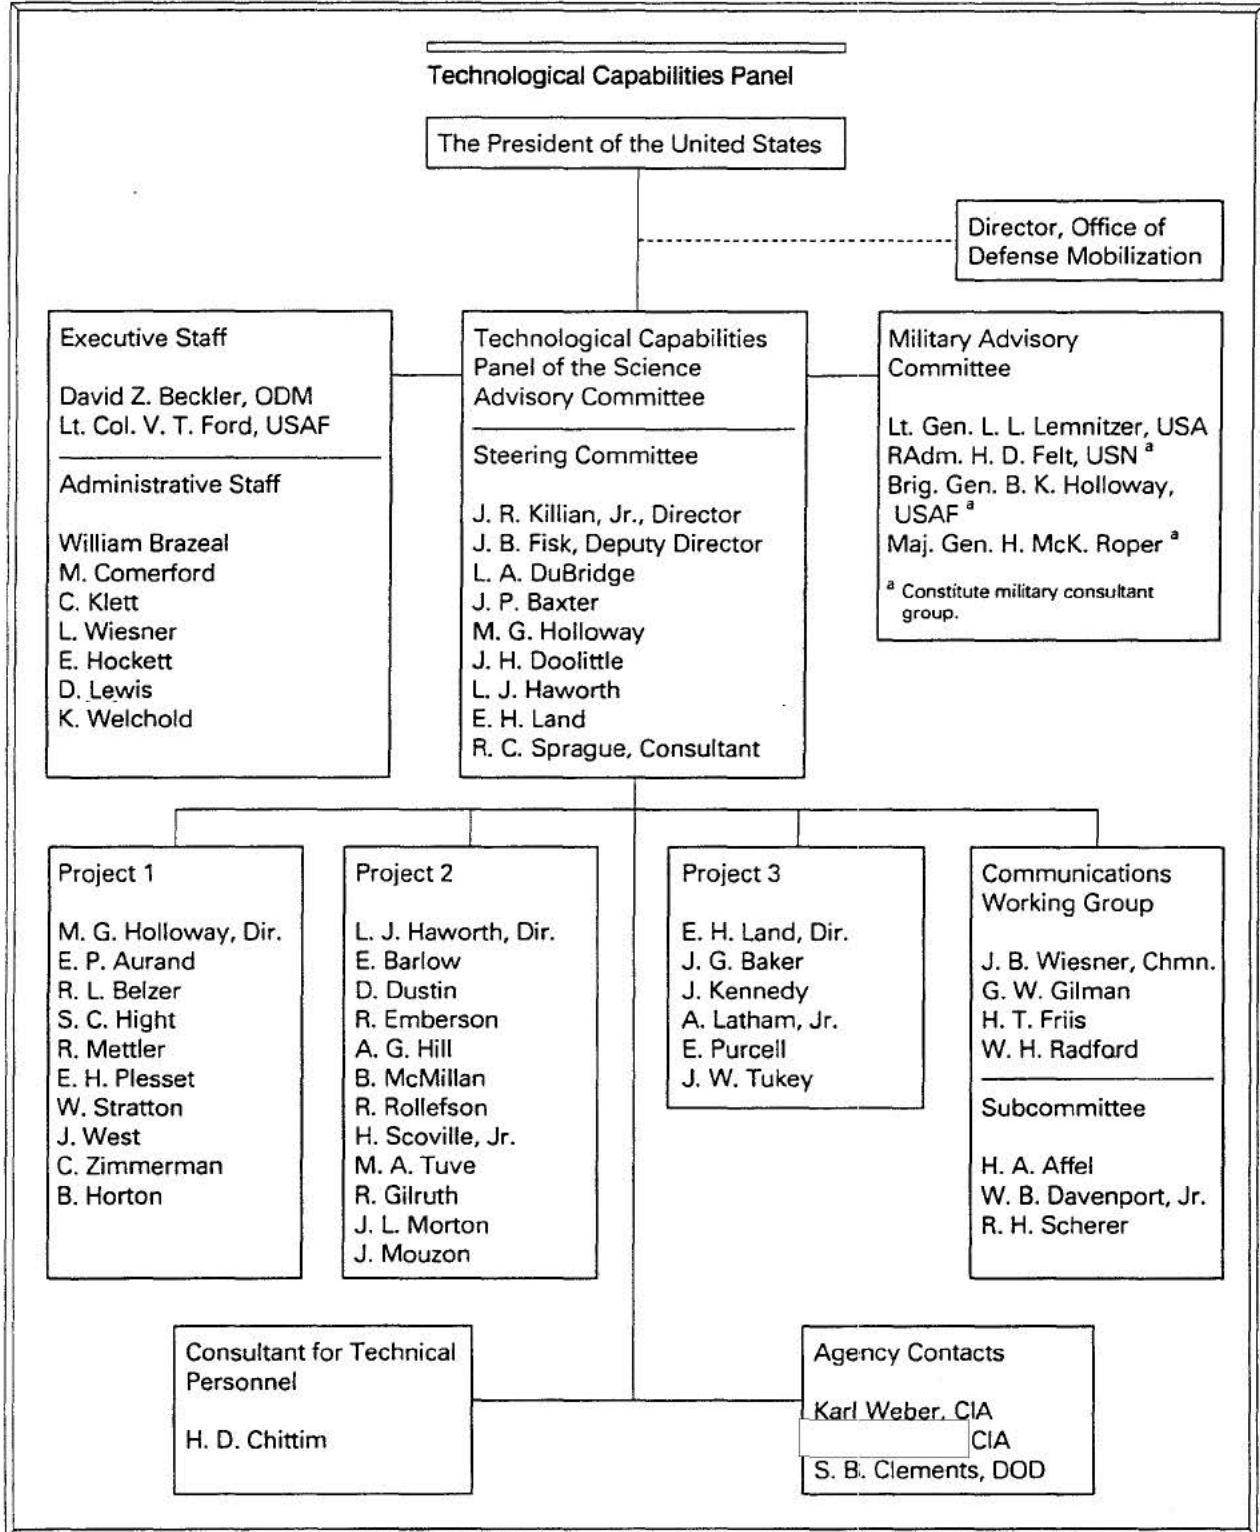 Technological Capabilities Panel
The President of the United States
Director, Office of
Defense Mobilization
Executive Staff
David Z. Beckler, ODM
Lt. Col. V. T. Ford, USAF
Administrative Staff
William Brazeal
M. Comerford
C. Klett
L. Wiesner
E. Hockett
D. Lewis
K. Welchold
Technological Capabilities
Panel of the Science
Advisory Committee
Steering Committee
J. R. Killian, Jr., Director
J. B. Fisk, Deputy Director
L. A. DuBridge
J. P. Baxter
M. G. Holloway
J. H. Doolittle
L. J. Haworth
E. H. Land
R. C. Sprague, Consultant
Military Advisory
Committee
Lt. Gen. L. L. Lemnitzer, USA
RAdm. H. D. Felt, USN a
Brig. Gen. B. K. Holloway,
USAF a
Maj. Gen. H. McK. Roper a
a Constitute military consultant
group.
Project 1
M. G. Holloway, Dir.
E. P. Aurand
R. L. Belzer
S. C. Hight
R. Mettler
E. H. Plesset
W. Stratton
J. West
C. Zimmerman
B. Horton
Project 2
L. J. Haworth, Dir.
E. Barlow
D. Dustin
R. Emberson
A. G. Hill
B. McMillan
R. Rollefson
H. Scoville, Jr.
M. A. Tuve
R. Gilruth
J. L. Morton
J. Mouzon
Project 3
E. H. Land, Dir.
J. G. Baker
J. Kennedy
A. Latham, Jr.
E. Purcell
J. W. Tukey
Communications
Working Group
J. B. Wiesner, Chmn.
G. W. Gilman
H. T. Friis
W. H. Radford
Subcommittee
H. A. Affel
W. B. Davenport, Jr.
R. H. Scherer
Consultant for Technical
Personnel
H. D. Chittim
Agency Contacts
Karl Weber, CIA
CIA
S. B. Clements, DOD